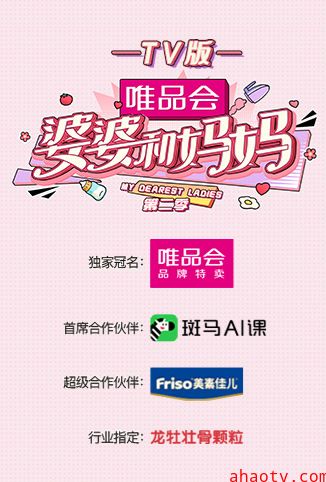 TV版
唯品会
婆婆和妈妈
MY DEAREST LADIES
第二季
独家冠名：唯品会
品牌特卖
首席合作伙伴：斑马AI课
超级合作伙伴：Friso美素佳儿
行业指定：龙牡壮骨颗粒
ahaotv.com